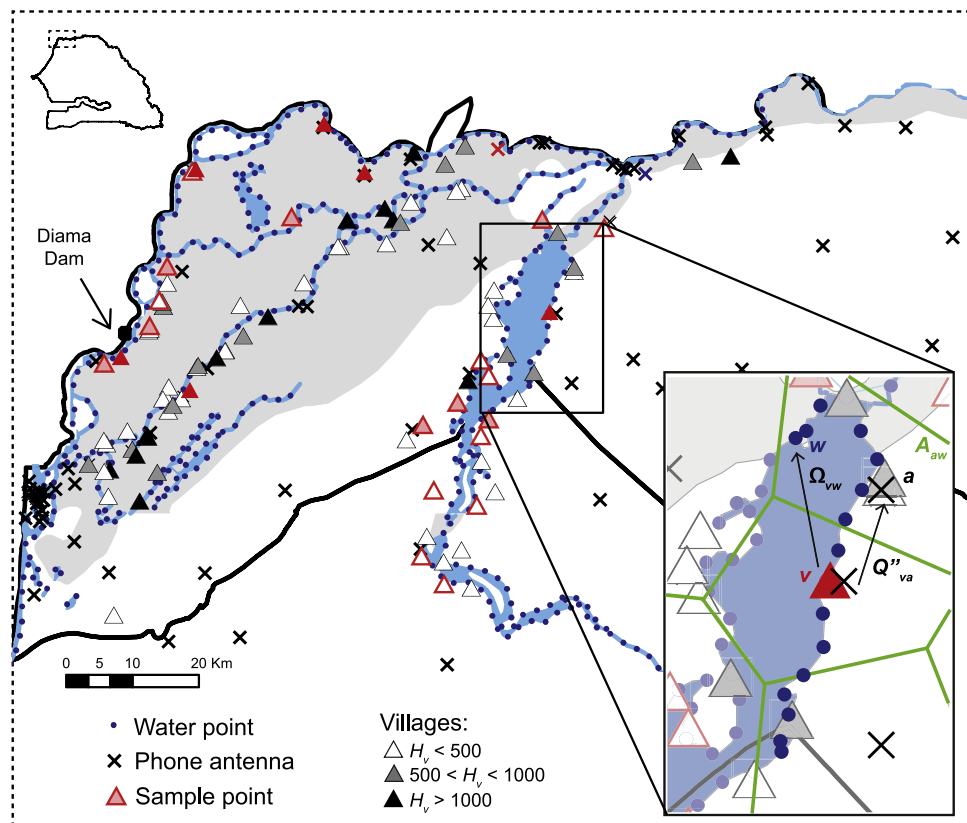 Diama
Dam
A_aw
w
Ω_vw
a
v
Q"_va
0 5 10 20 Km
Water point
Phone antenna
Sample point
Villages:
H_v < 500
500 < H_v < 1000
H_v > 1000